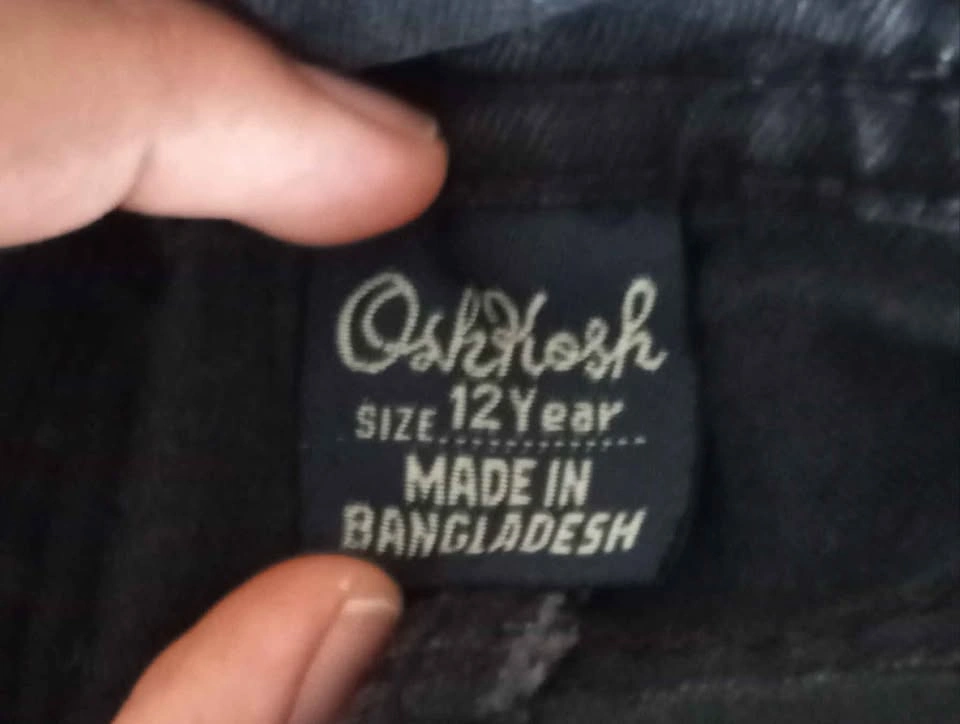 OshKosh
SIZE 12 Year
MADE IN
BANGLADESH